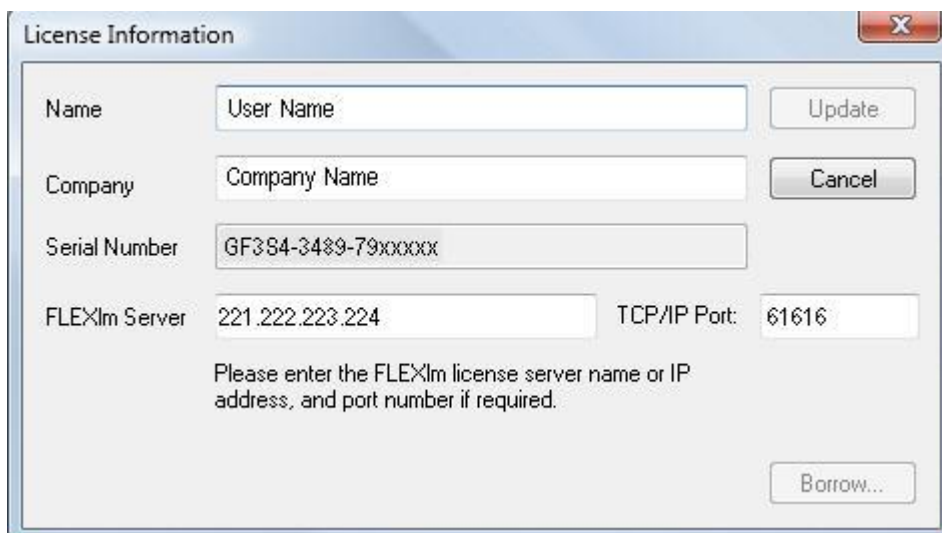 License Information
Name User Name Update
Company Company Name Cancel
Serial Number GF3S4-3489-79xxxxx
FLEXlm Server 221.222.223.224 TCP/IP Port: 61616
Please enter the FLEXlm license server name or IP
address, and port number if required.
Borrow...